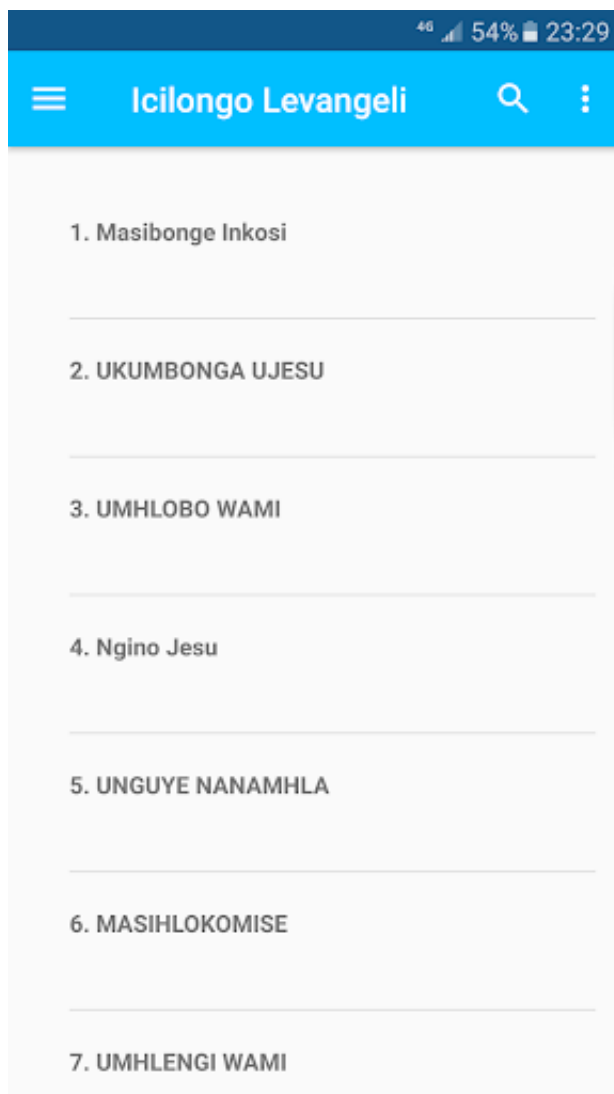 4G 54% 23:29
Icilongo Levangeli
1. Masibonge Inkosi
2. UKUMBONGA UJESU
3. UMHLOBO WAMI
4. Ngino Jesu
5. UNGUYE NANAMHLA
6. MASIHLOKOMISE
7. UMHLENGI WAMI